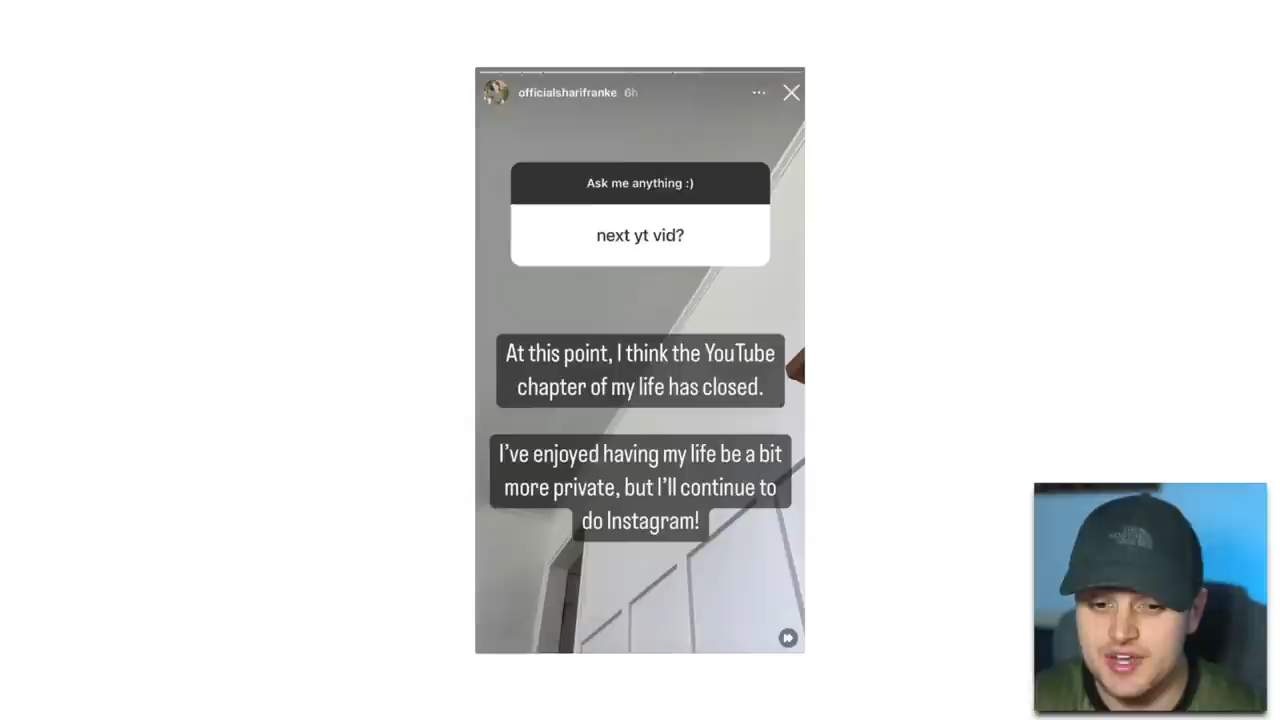 officialsharifranke 6h
Ask me anything :)
next yt vid?
At this point, I think the YouTube
chapter of my life has closed.
I've enjoyed having my life be a bit
more private, but I'll continue to
do Instagram!